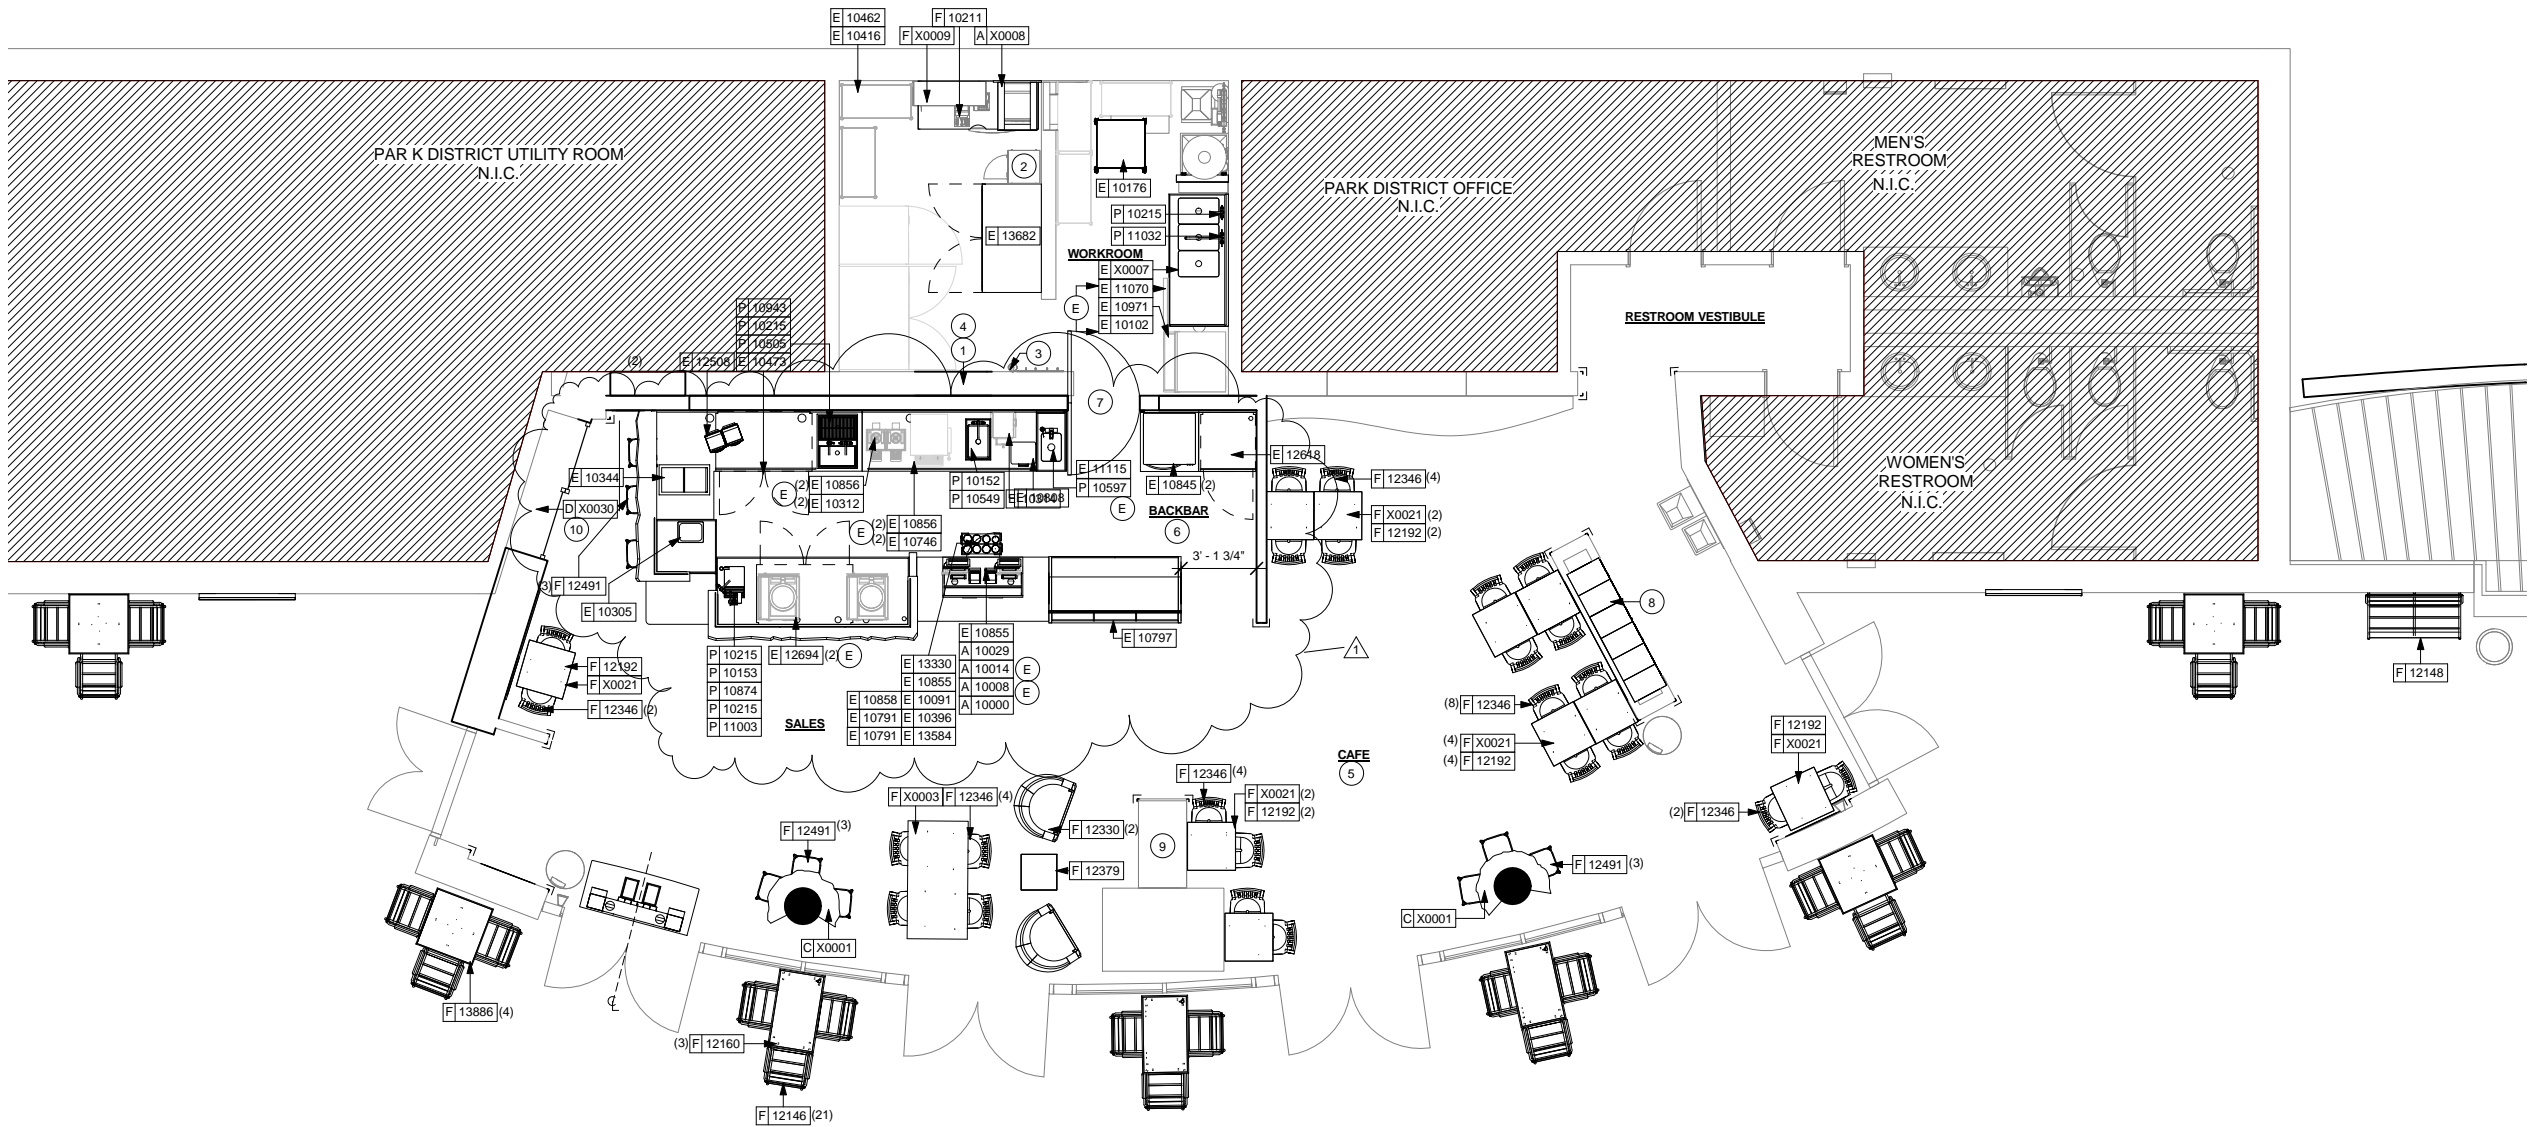 E 10462
E 10416
F 10211
F X0009
A X0008
PAR K DISTRICT UTILITY ROOM
N.I.C.
2
E 10176
P 10215
P 11032
E 13682
WORKROOM
E X0007
E 11070
E 10971
E 10102
E
PARK DISTRICT OFFICE
N.I.C.
MEN'S
RESTROOM
N.I.C.
RESTROOM VESTIBULE
WOMEN'S
RESTROOM
N.I.C.
P 10943
P 10215
P 10505
E 10473
(2)
E 12508
4
1
3
7
E 10344
D X0030
10
(3) F 12491
E 10305
E
(2) E 10856
(2) E 10312
E
(2) E 10856
(2) E 10746
P 10152
P 10549
E 10808
E 11115
P 10597
E
BACKBAR
6
E 10845 (2)
E 12618
F 12346 (4)
F X0021 (2)
F 12192 (2)
3' - 1 3/4"
8
F 12192
F X0021
F 12346 (2)
P 10215
P 10153
P 10874
P 10215
P 11003
E 12694 (2) E
SALES
E 13330
E 10855
E 10858 E 10091
E 10791 E 10396
E 10791 E 13584
E 10855
A 10029
A 10014 E
A 10008 E
A 10000
E 10797
1
F 12148
(8) F 12346
(4) F X0021
(4) F 12192
F 12192
F X0021
(2) F 12346
CAFE
5
F X0003
F 12346 (4)
F 12346 (4)
F X0021 (2)
F 12192 (2)
F 12330 (2)
9
F 12379
F 12491 (3)
C X0001
F 12491 (3)
C X0001
F 13886 (4)
℄
(3) F 12160
F 12146 (21)